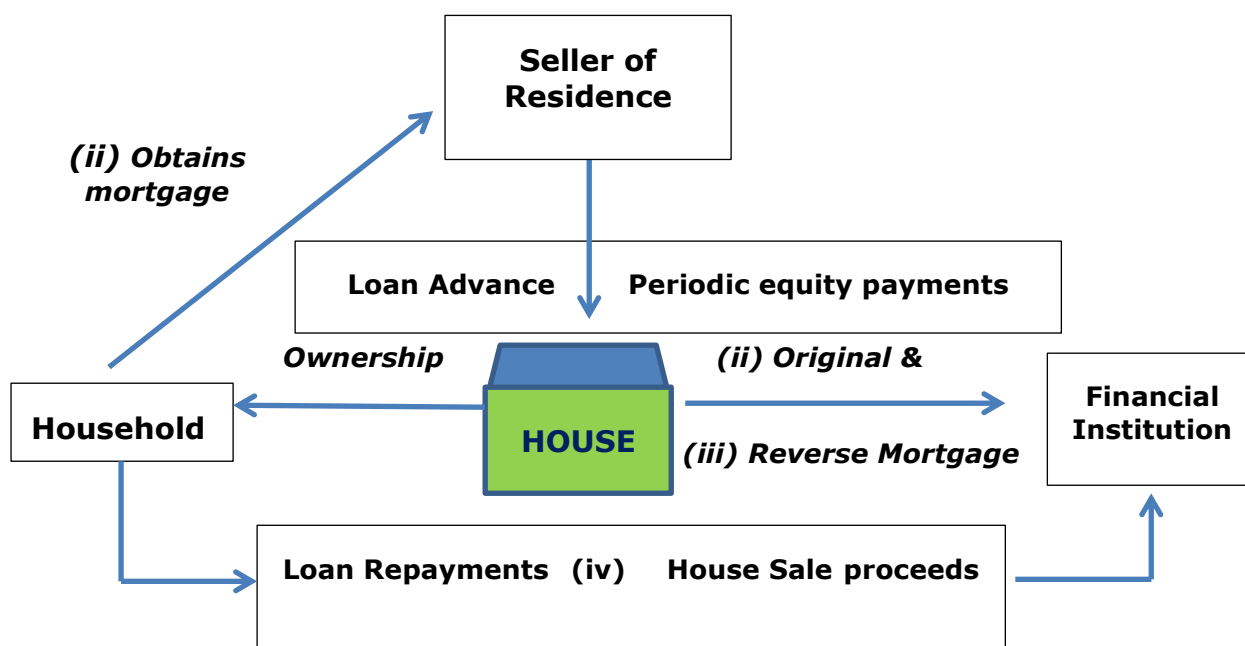 Seller of
Residence
(ii) Obtains
mortgage
Loan Advance Periodic equity payments
Ownership (ii) Original &
Household
HOUSE
(iii) Reverse Mortgage
Financial
Institution
Loan Repayments (iv) House Sale proceeds